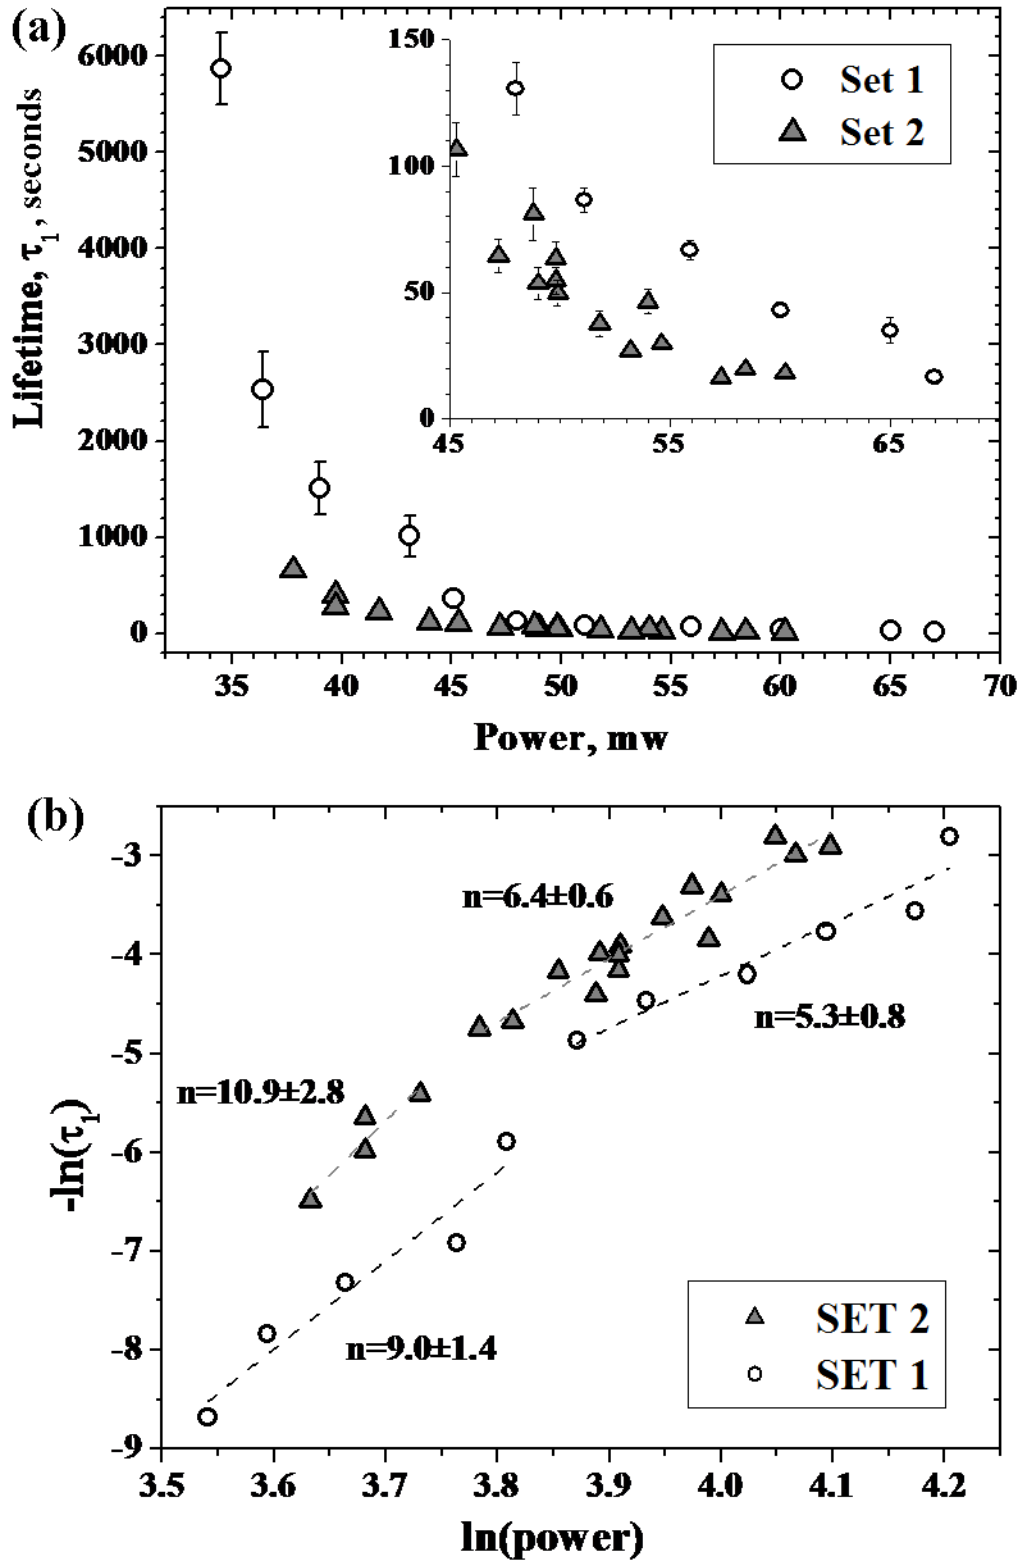 (a)
6000
5000
4000
3000
2000
1000
0
Lifetime, τ1, seconds
150
100
50
0
45
55
65
Set 1
Set 2
35
40
45
50
55
60
65
70
Power, mw
(b)
-3
-4
-5
-6
-7
-8
-9
-ln(τ1)
n=6.4±0.6
n=5.3±0.8
n=10.9±2.8
n=9.0±1.4
SET 2
SET 1
3.5
3.6
3.7
3.8
3.9
4.0
4.1
4.2
ln(power)